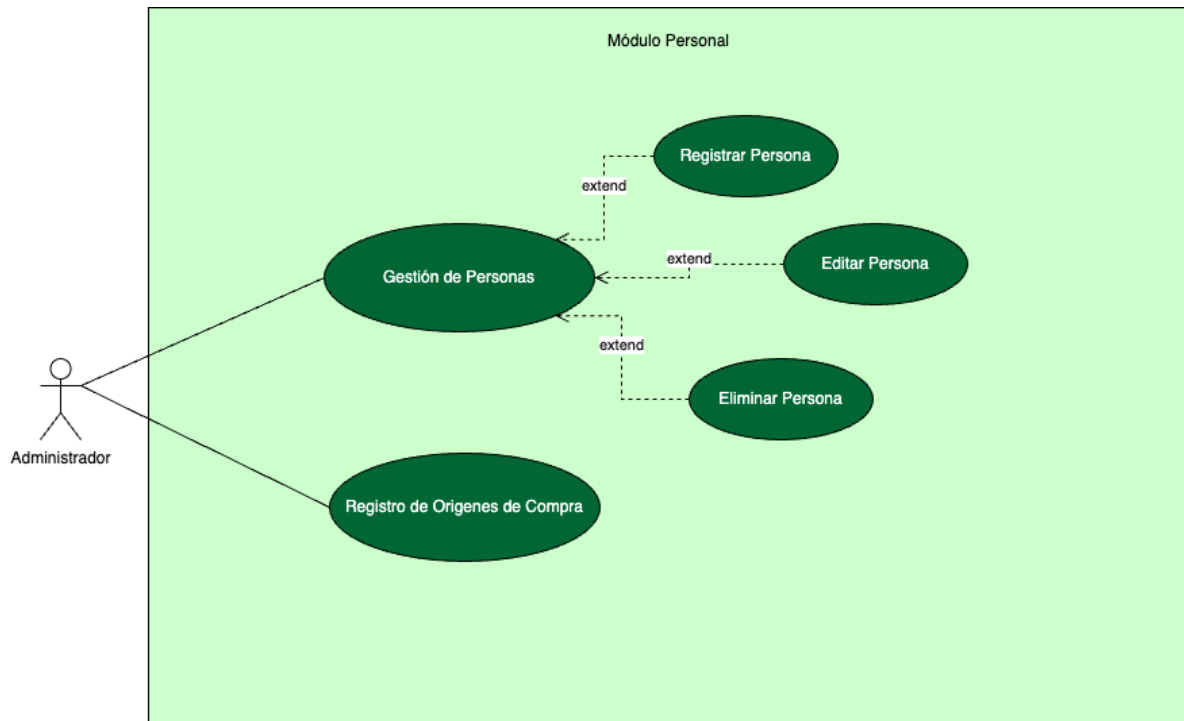 Módulo Personal
Registrar Persona
extend
Gestión de Personas
extend
Editar Persona
extend
Eliminar Persona
Administrador
Registro de Origenes de Compra